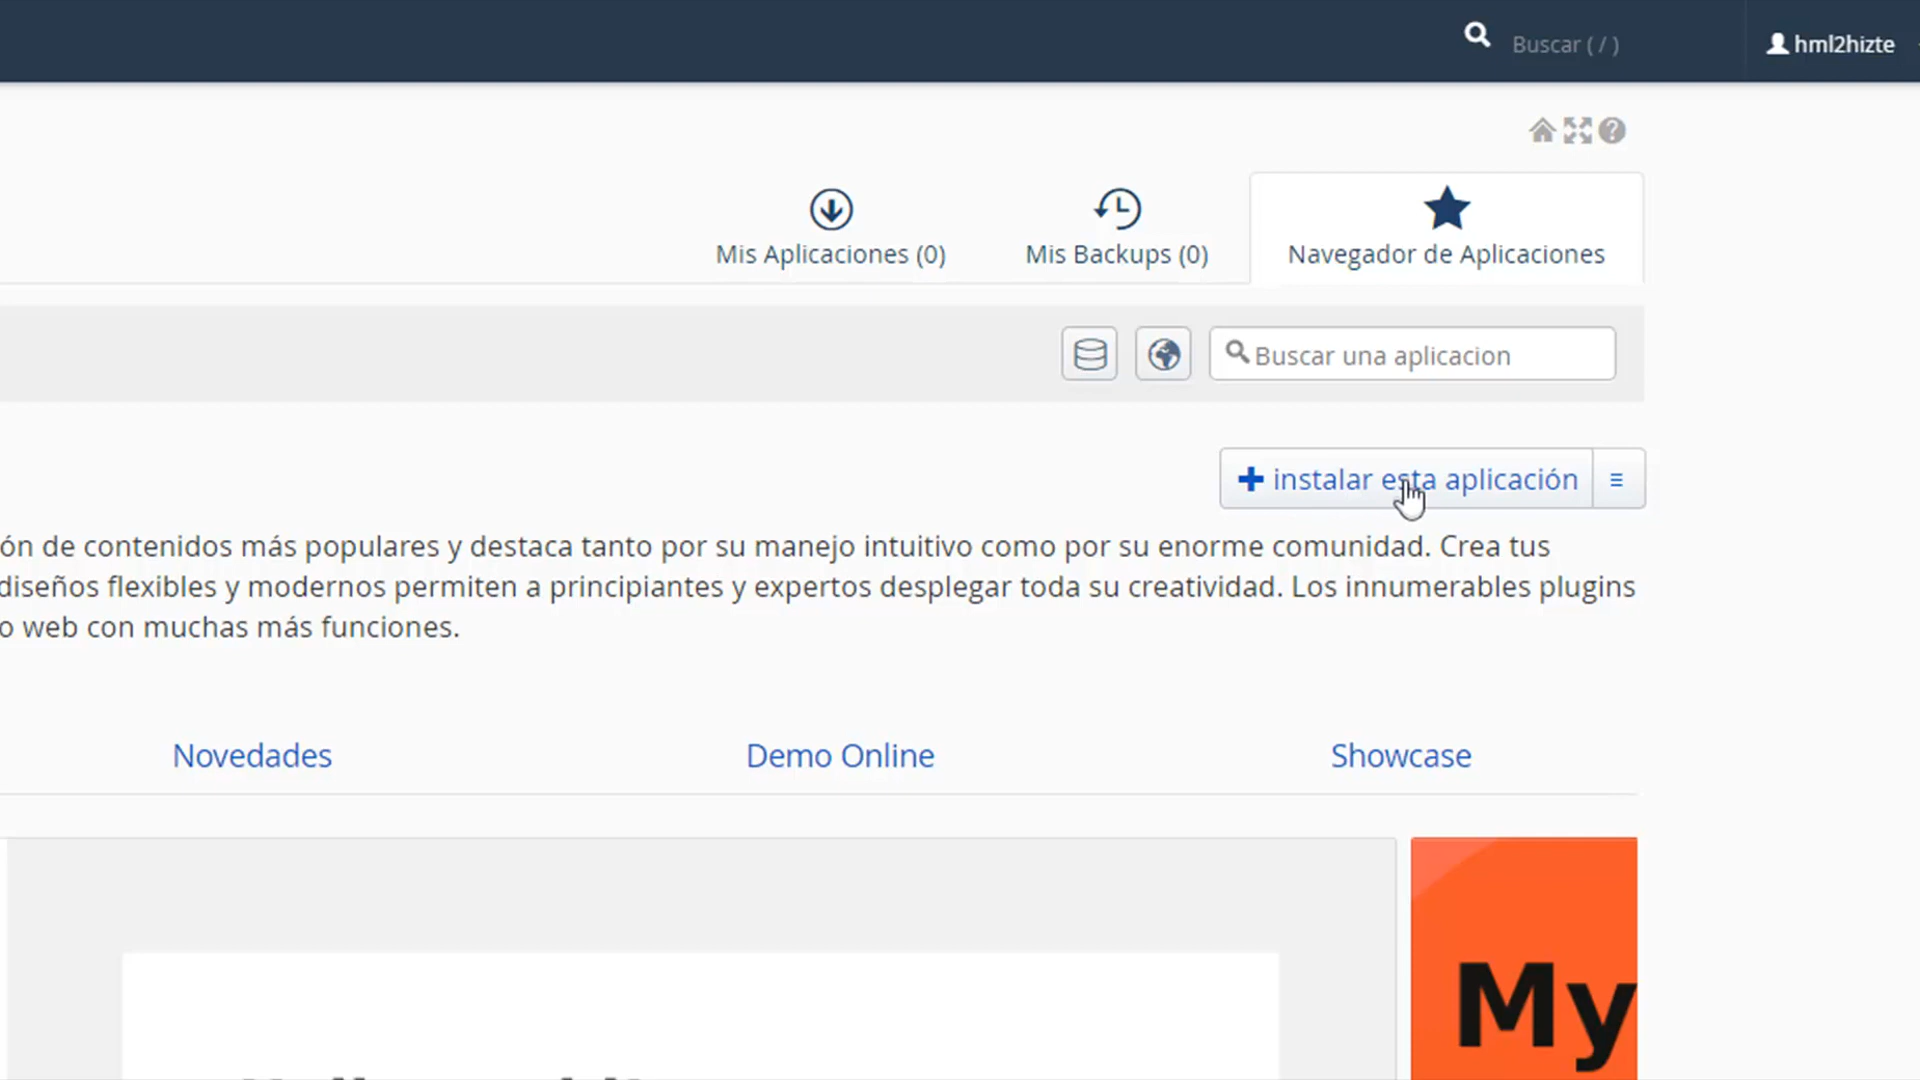 Buscar ( / )
hml2hizte
Mis Aplicaciones (0)
Mis Backups (0)
Navegador de Aplicaciones
Buscar una aplicacion
instalar esta aplicación
ón de contenidos más populares y destaca tanto por su manejo intuitivo como por su enorme comunidad. Crea tus
diseños flexibles y modernos permiten a principiantes y expertos desplegar toda su creatividad. Los innumerables plugins
o web con muchas más funciones.
Novedades
Demo Online
Showcase
My